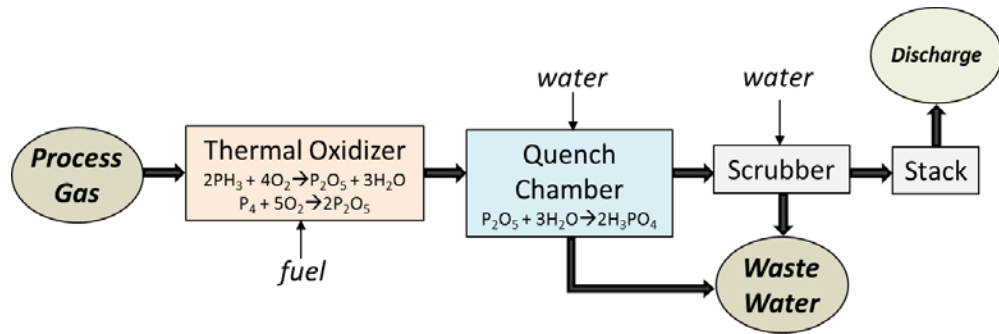 Process
Gas
Thermal Oxidizer
2PH₃ + 4O₂→P₂O₅ + 3H₂O
P₄ + 5O₂→2P₂O₅
fuel
water
Quench
Chamber
P₂O₅ + 3H₂O→2H₃PO₄
water
Scrubber
Stack
Discharge
Waste
Water